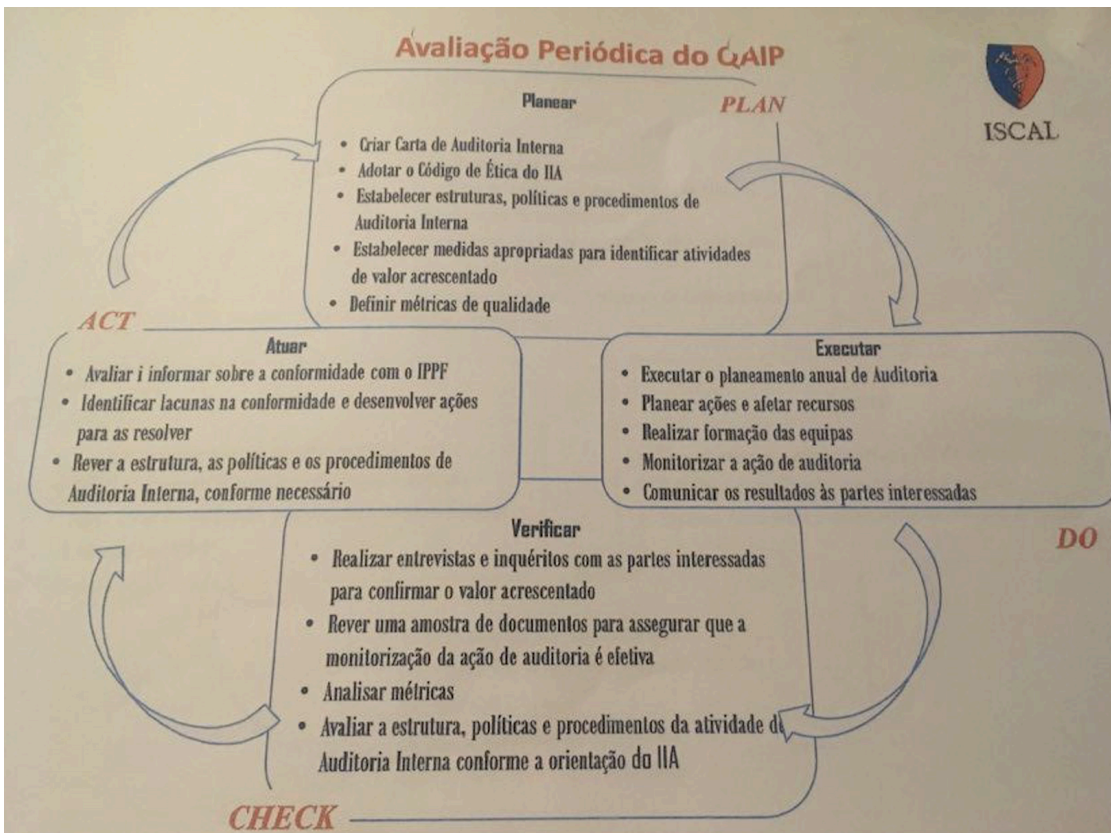 Avaliação Periódica do QAIP
ISCAL
Planear
PLAN
• Criar Carta de Auditoria Interna
• Adotar o Código de Ética do IIA
• Estabelecer estruturas, políticas e procedimentos de
Auditoria Interna
• Estabelecer medidas apropriadas para identificar atividades
de valor acrescentado
• Definir métricas de qualidade
ACT
Atuar
• Avaliar i informar sobre a conformidade com o IPPF
• Identificar lacunas na conformidade e desenvolver ações
para as resolver
• Rever a estrutura, as políticas e os procedimentos de
Auditoria Interna, conforme necessário
Executar
• Executar o planeamento anual de Auditoria
• Planear ações e afetar recursos
• Realizar formação das equipas
• Monitorizar a ação de auditoria
• Comunicar os resultados às partes interessadas
DO
Verificar
• Realizar entrevistas e inquéritos com as partes interessadas
para confirmar o valor acrescentado
• Rever uma amostra de documentos para assegurar que a
monitorização da ação de auditoria é efetiva
• Analisar métricas
• Avaliar a estrutura, políticas e procedimentos da atividade
Auditoria Interna conforme a orientação do IIA
CHECK